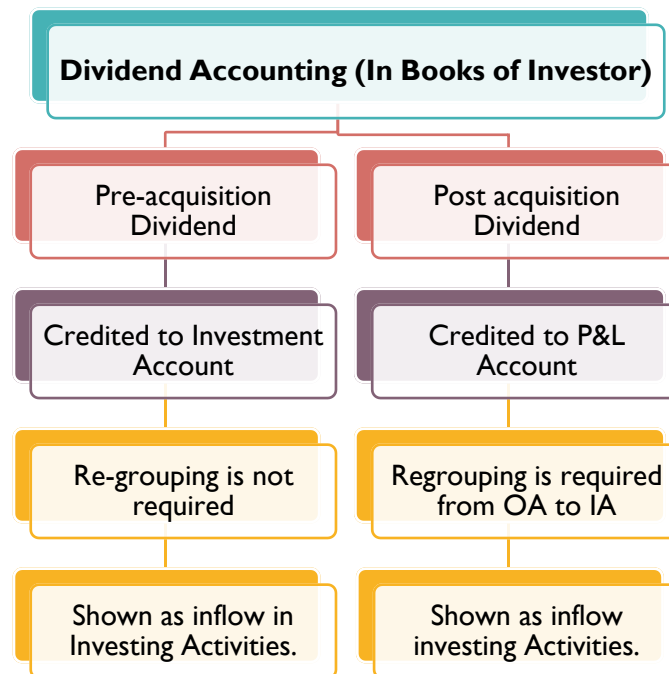 Dividend Accounting (In Books of Investor)
Pre-acquisition
Dividend
Post acquisition
Dividend
Credited to Investment
Account
Credited to P&L
Account
Re-grouping is not
required
Regrouping is required
from OA to IA
Shown as inflow in
Investing Activities.
Shown as inflow
investing Activities.